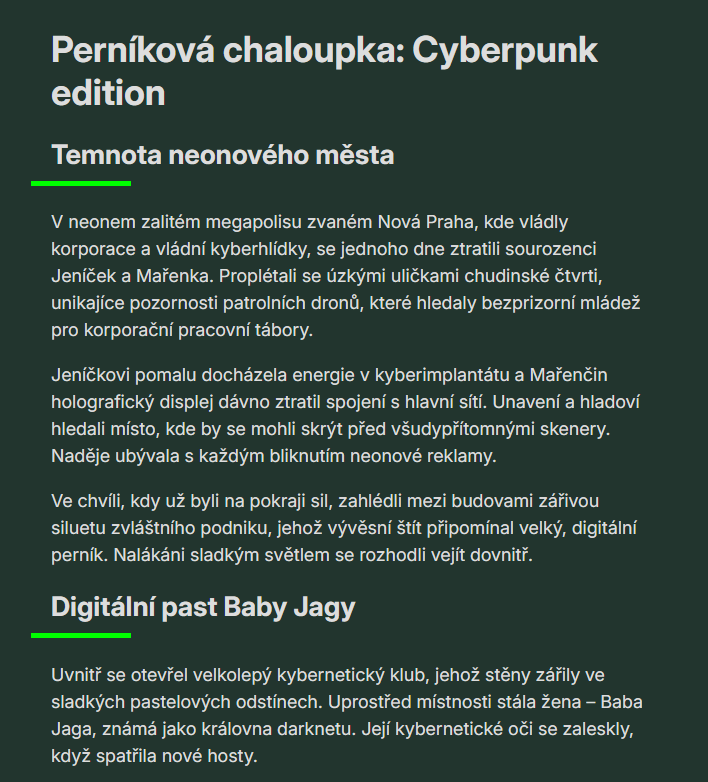 Perníková chaloupka: Cyberpunk
edition
Temnota neonového města
V neonem zalitém megapolisu zvaném Nová Praha, kde vládly
korporace a vládní kyberhlídky, se jednoho dne ztratili sourozenci
Jeníček a Mařenka. Proplétali se úzkými uličkami chudinské čtvrti,
unikajíce pozornosti patrolních dronů, které hledaly bezprizorní mládež
pro korporační pracovní tábory.
Jeníčkovi pomalu docházela energie v kyberimplantátu a Mařenčin
holografický displej dávno ztratil spojení s hlavní sítí. Unavení a hladoví
hledali místo, kde by se mohli skrýt před všudypřítomnými skenery.
Naděje ubývala s každým bliknutím neonové reklamy.
Ve chvíli, kdy už byli na pokraji sil, zahlédli mezi budovami zářivou
siluetu zvláštního podniku, jehož vývěsní štít připomínal velký, digitální
perník. Nalákáni sladkým světlem se rozhodli vejít dovnitř.
Digitální past Baby Jagy
Uvnitř se otevřel velkolepý kybernetický klub, jehož stěny zářily ve
sladkých pastelových odstínech. Uprostřed místnosti stála žena – Baba
Jaga, známá jako královna darknetu. Její kybernetické oči se zaleskly,
když spatřila nové hosty.